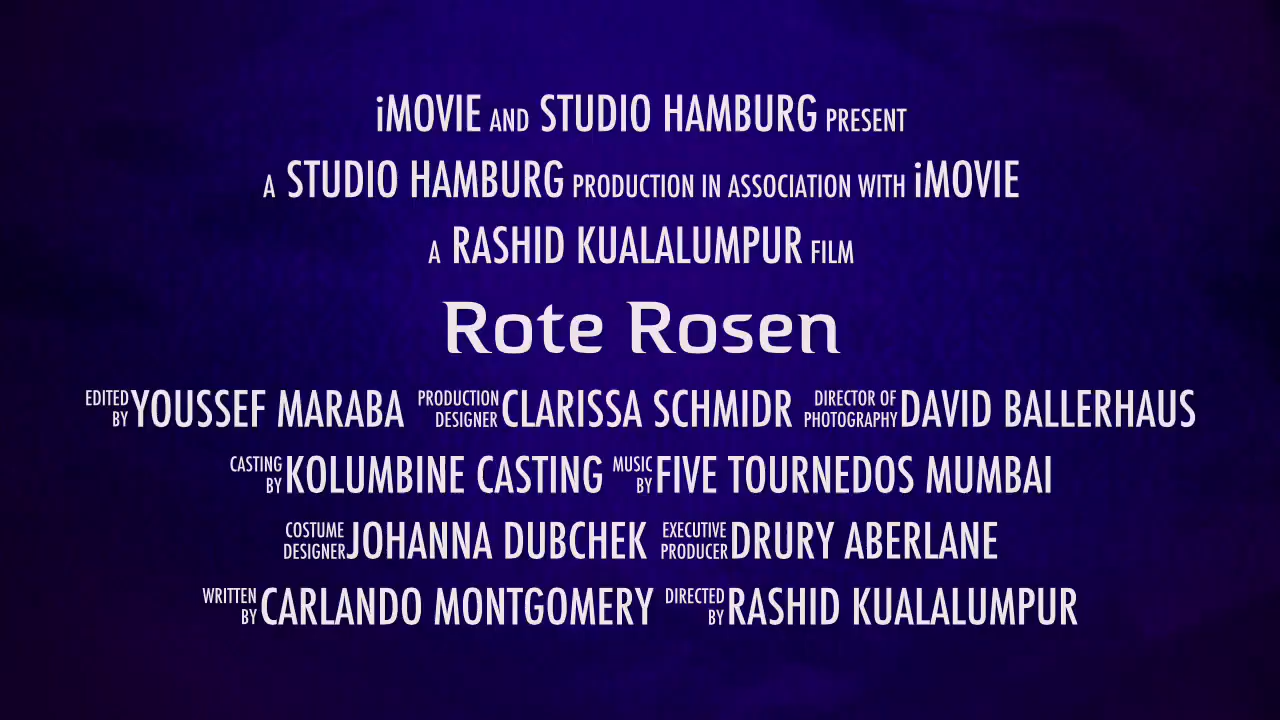 iMOVIE AND STUDIO HAMBURG PRESENT
A STUDIO HAMBURG PRODUCTION IN ASSOCIATION WITH iMOVIE
A RASHID KUALALUMPUR FILM
Rote Rosen
EDITED BY YOUSSEF MARABA PRODUCTION DESIGNER CLARISSA SCHMIDR DIRECTOR OF PHOTOGRAPHY DAVID BALLERHAUS
CASTING BY KOLUMBINE CASTING MUSIC BY FIVE TOURNEDOS MUMBAI
COSTUME DESIGNER JOHANNA DUBCHEK EXECUTIVE PRODUCER DRURY ABERLANE
WRITTEN BY CARLANDO MONTGOMERY DIRECTED BY RASHID KUALALUMPUR